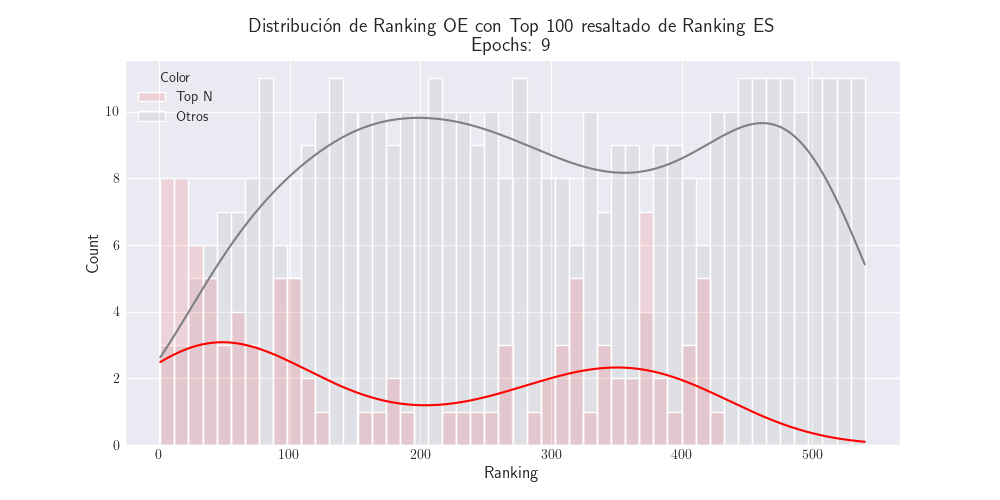 Distribución de Ranking OE con Top 100 resaltado de Ranking ES
Epochs: 9
Color
Top N
Otros
10
8
6
4
2
0
Count
0 100 200 300 400 500
Ranking